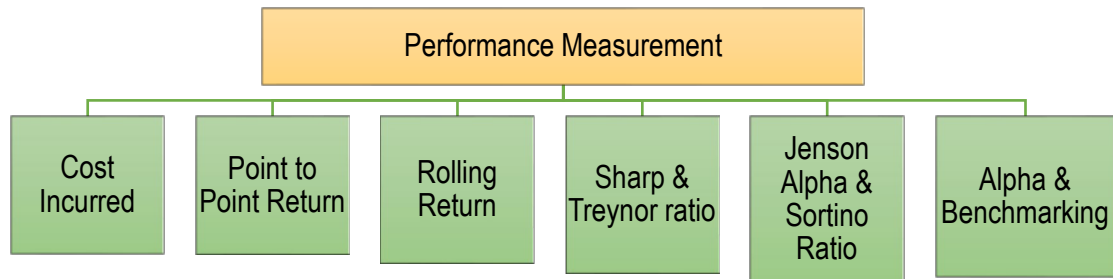 Performance Measurement
Cost
Incurred
Point to
Point Return
Rolling
Return
Sharp &
Treynor ratio
Jenson
Alpha &
Sortino
Ratio
Alpha &
Benchmarking